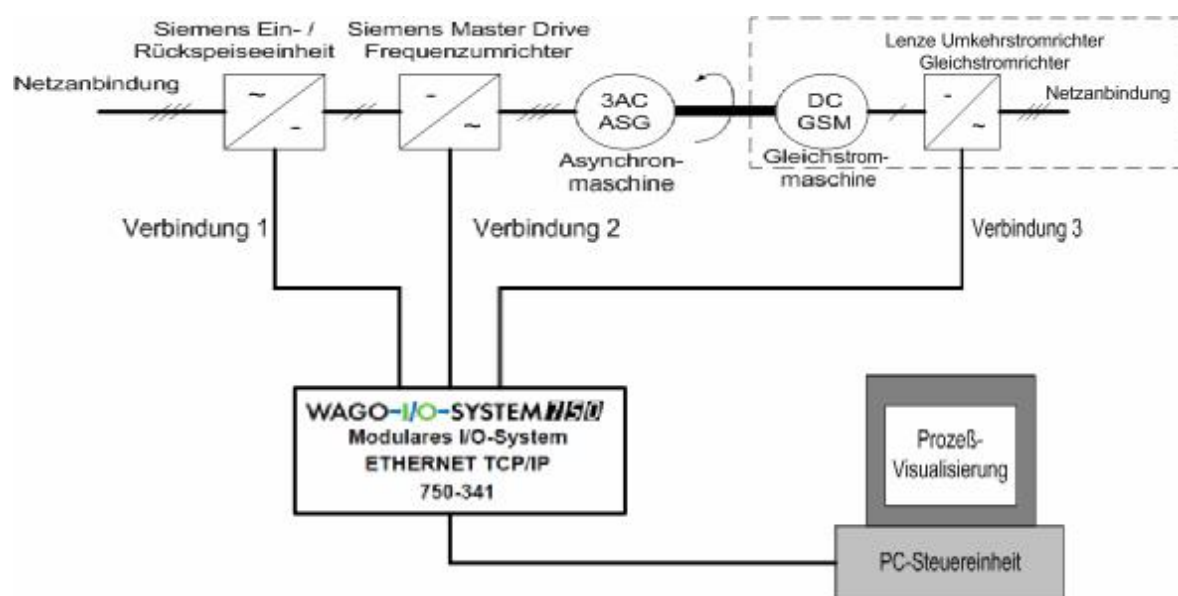 Siemens Ein- /
Rückspeiseeinheit
Siemens Master Drive
Frequenzumrichter
Lenze Umkehrstromrichter
Gleichstromrichter
Netzanbindung
~
-
-
~
3AC
ASG
DC
GSM
-
~
Netzanbindung
Asynchron-
maschine
Gleichstrom-
maschine
Verbindung 1
Verbindung 2
Verbindung 3
WAGO-I/O-SYSTEM 750
Modulares I/O-System
ETHERNET TCP/IP
750-341
Prozeß-
Visualisierung
PC-Steuereinheit